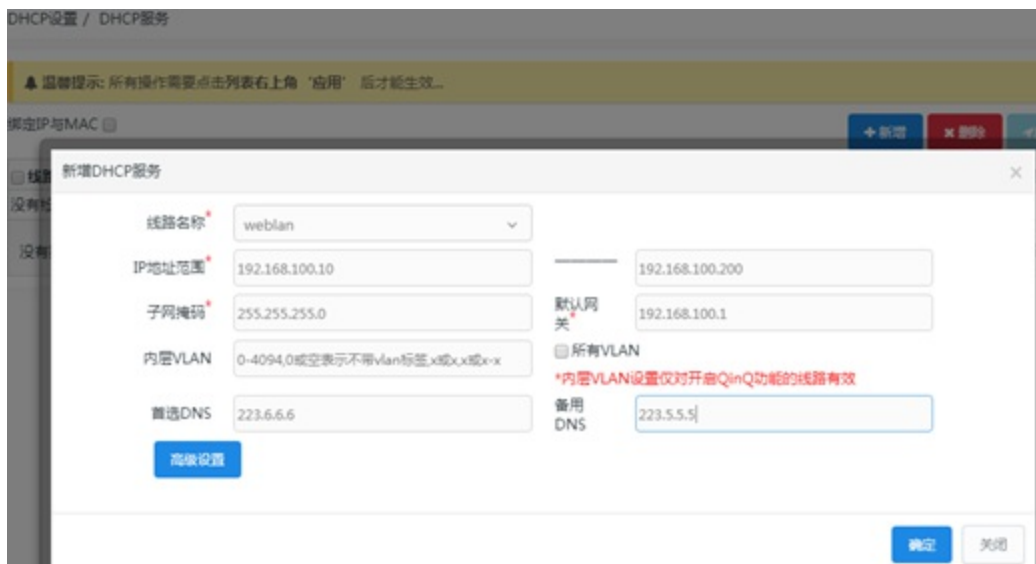 DHCP设置 / DHCP服务
温馨提示: 所有操作需要点击列表右上角‘应用’ 后才能生效...
绑定IP与MAC
+新增
×删除
新增DHCP服务 ×
线路名称* weblan
IP地址范围* 192.168.100.10 ———— 192.168.100.200
子网掩码* 255.255.255.0 默认网关* 192.168.100.1
内层VLAN 0-4094,0或空表示不带vlan标签,x或x,x或x-x 所有VLAN
*内层VLAN设置仅对开启QinQ功能的线路有效
首选DNS 223.6.6.6 备用DNS 223.5.5.5
高级设置
确定 关闭